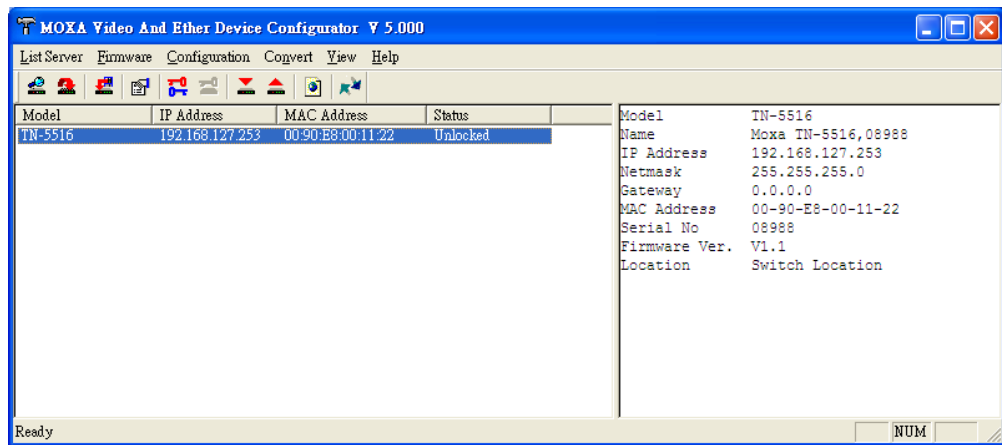 MOXA Video And Ether Device Configurator V 5.000
List Server Firmware Configuration Convert View Help
Model IP Address MAC Address Status
TN-5516 192.168.127.253 00:90:E8:00:11:22 Unlocked
Model TN-5516
Name Moxa TN-5516,08988
IP Address 192.168.127.253
Netmask 255.255.255.0
Gateway 0.0.0.0
MAC Address 00-90-E8-00-11-22
Serial No 08988
Firmware Ver. V1.1
Location Switch Location
Ready NUM